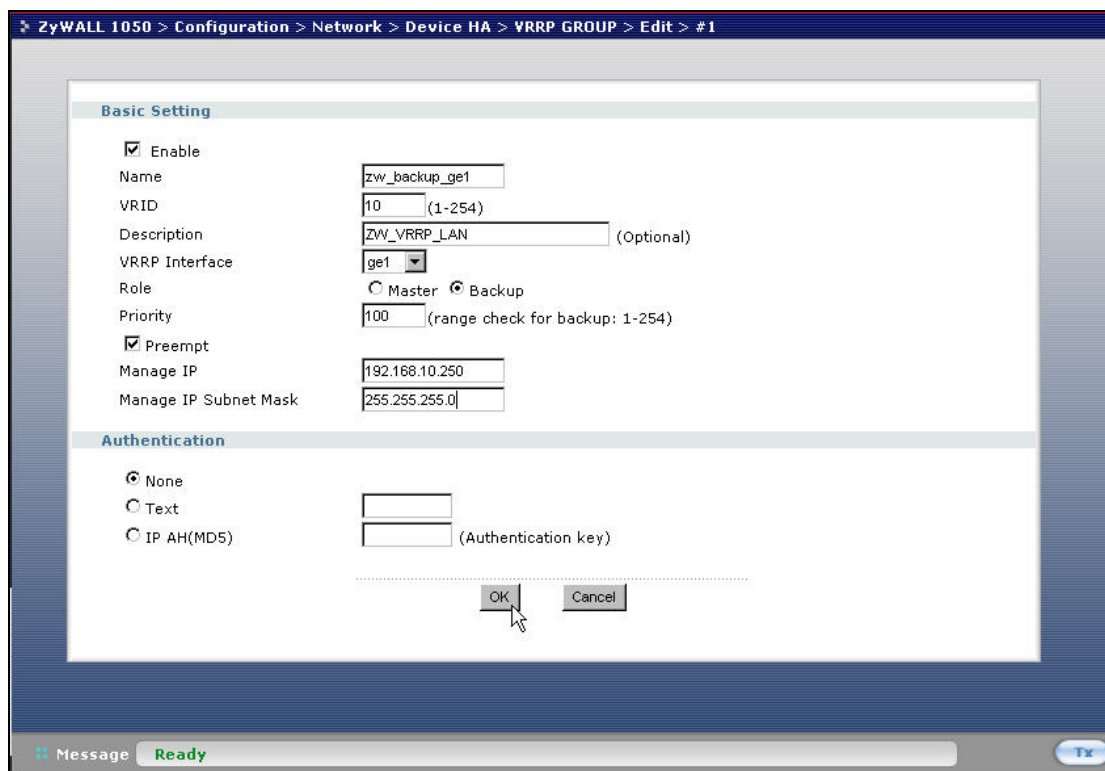 ZyWALL 1050 > Configuration > Network > Device HA > VRRP GROUP > Edit > #1
Basic Setting
Enable
Name zw_backup_ge1
VRID 10 (1-254)
Description ZW_VRRP_LAN (Optional)
VRRP Interface ge1
Role Master Backup
Priority 100 (range check for backup: 1-254)
Preempt
Manage IP 192.168.10.250
Manage IP Subnet Mask 255.255.255.0
Authentication
None
Text
IP AH(MD5) (Authentication key)
OK Cancel
Message Ready Tx